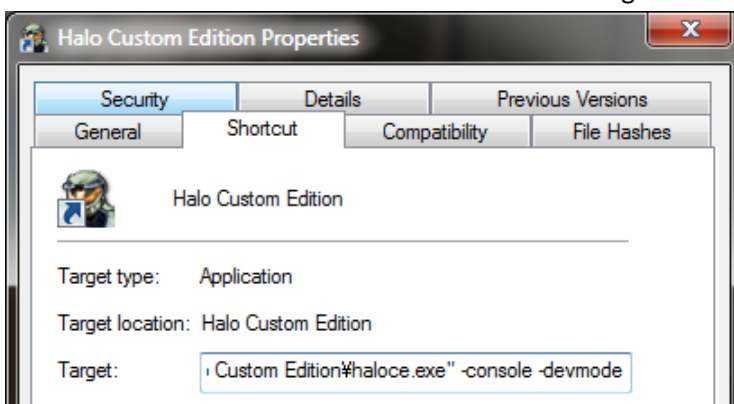 Halo Custom Edition Properties
X
Security Details Previous Versions
General Shortcut Compatibility File Hashes
Halo Custom Edition
Target type: Application
Target location: Halo Custom Edition
Target: Custom Edition¥haloce.exe" -console -devmode